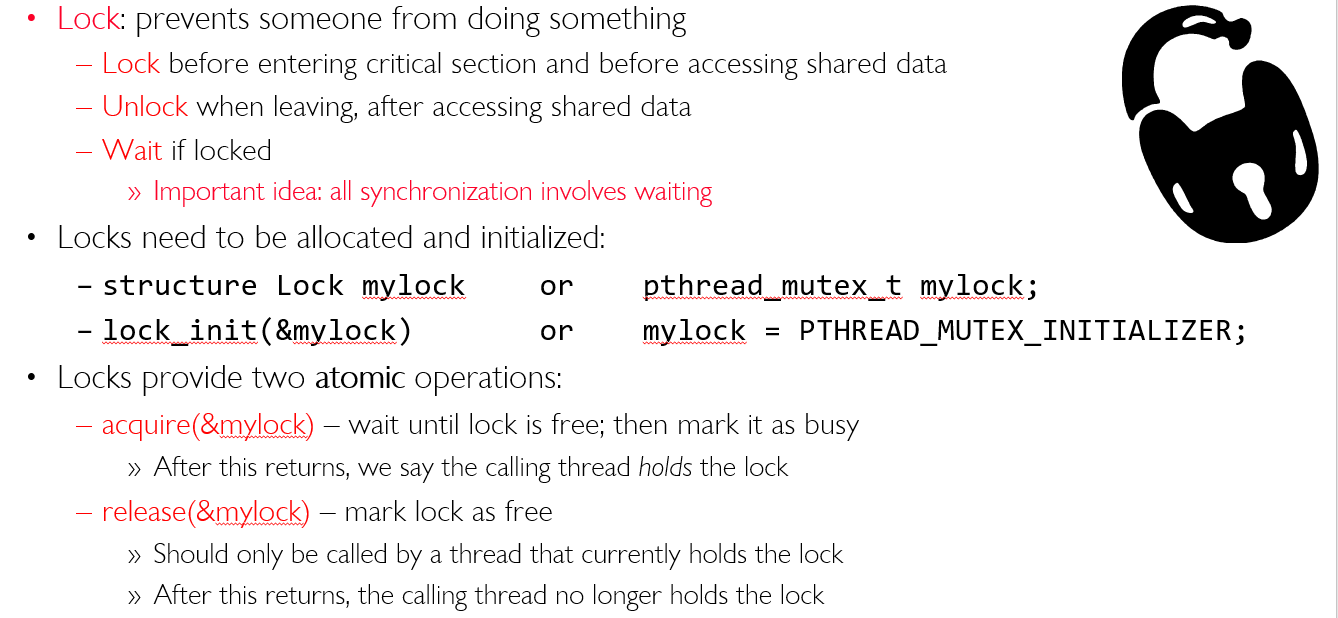 • Lock: prevents someone from doing something
– Lock before entering critical section and before accessing shared data
– Unlock when leaving, after accessing shared data
– Wait if locked
» Important idea: all synchronization involves waiting
• Locks need to be allocated and initialized:
– structure Lock mylock or pthread_mutex_t mylock;
– lock_init(&mylock) or mylock = PTHREAD_MUTEX_INITIALIZER;
• Locks provide two atomic operations:
– acquire(&mylock) – wait until lock is free; then mark it as busy
» After this returns, we say the calling thread holds the lock
– release(&mylock) – mark lock as free
» Should only be called by a thread that currently holds the lock
» After this returns, the calling thread no longer holds the lock